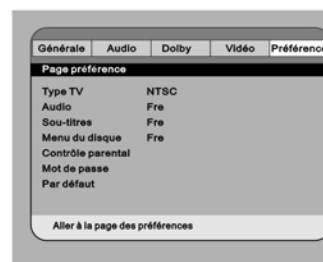 Générale Audio Dolby Vidéo Préférence
Page préférence
Type TV NTSC
Audio Fre
Sou-titres Fre
Menu du disque Fre
Contrôle parental
Mot de passe
Par défaut
Aller à la page des préférences